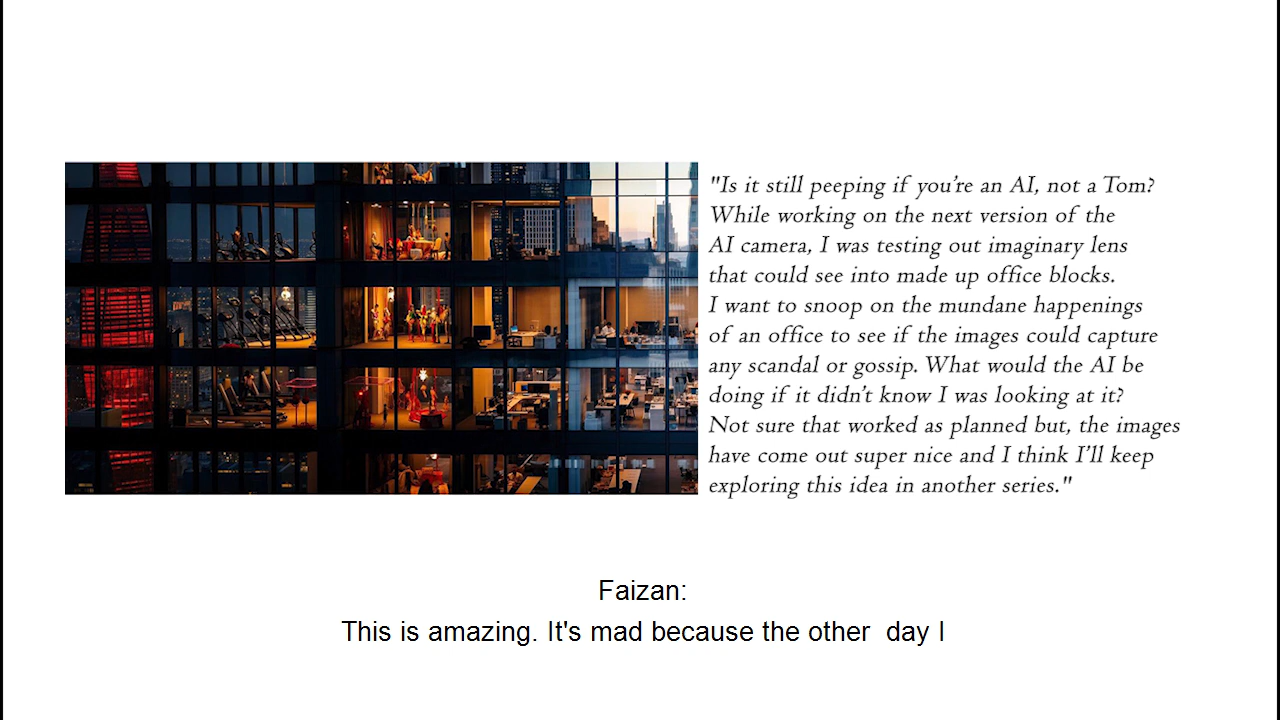 "Is it still peeping if you’re an AI, not a Tom?
While working on the next version of the
AI camera, I was testing out imaginary lens
that could see into made up office blocks.
I want to snoop on the mundane happenings
of an office to see if the images could capture
any scandal or gossip. What would the AI be
doing if it didn’t know I was looking at it?
Not sure that worked as planned but, the images
have come out super nice and I think I’ll keep
exploring this idea in another series."
Faizan:
This is amazing. It's mad because the other  day I